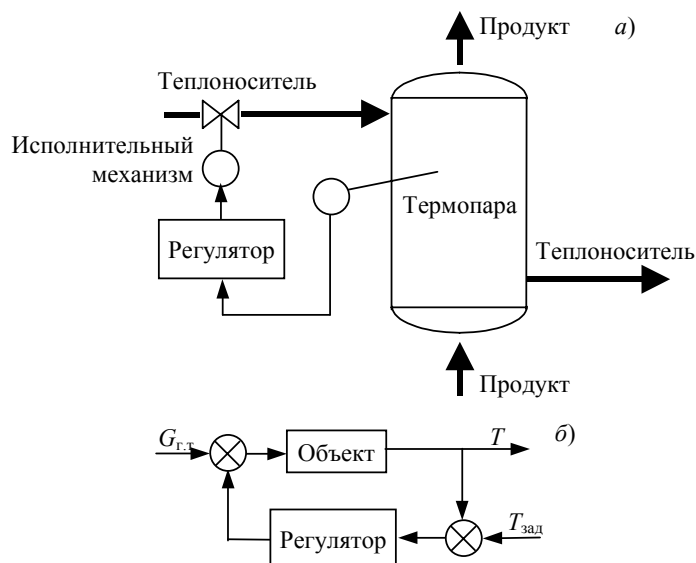 Продукт
а)
Теплоноситель
Исполнительный
механизм
Термопара
Регулятор
Теплоноситель
Продукт
Gг.т
T
б)
Объект
Tзад
Регулятор